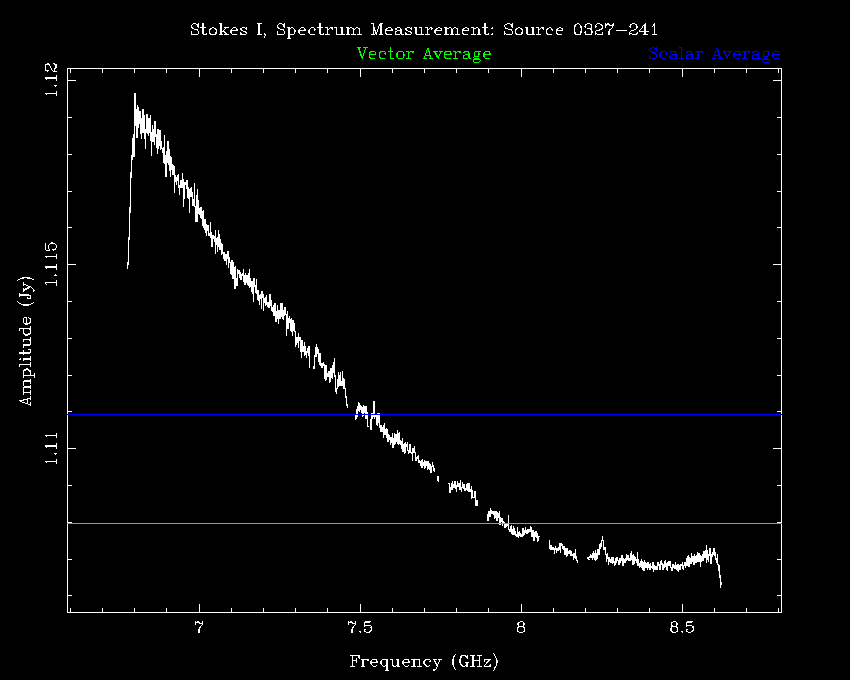 Stokes I, Spectrum Measurement: Source 0327−241
Vector Average Scalar Average
1.12
1.115
1.11
Amplitude (Jy)
7 7.5 8 8.5
Frequency (GHz)